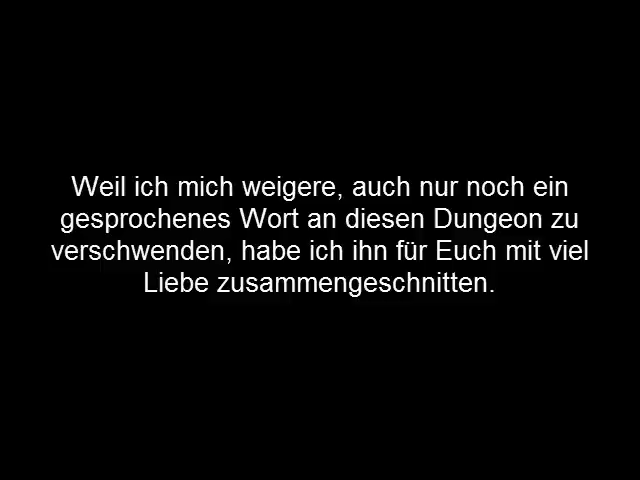 Weil ich mich weigere, auch nur noch ein
gesprochenes Wort an diesen Dungeon zu
verschwenden, habe ich ihn für Euch mit viel
Liebe zusammengeschnitten.